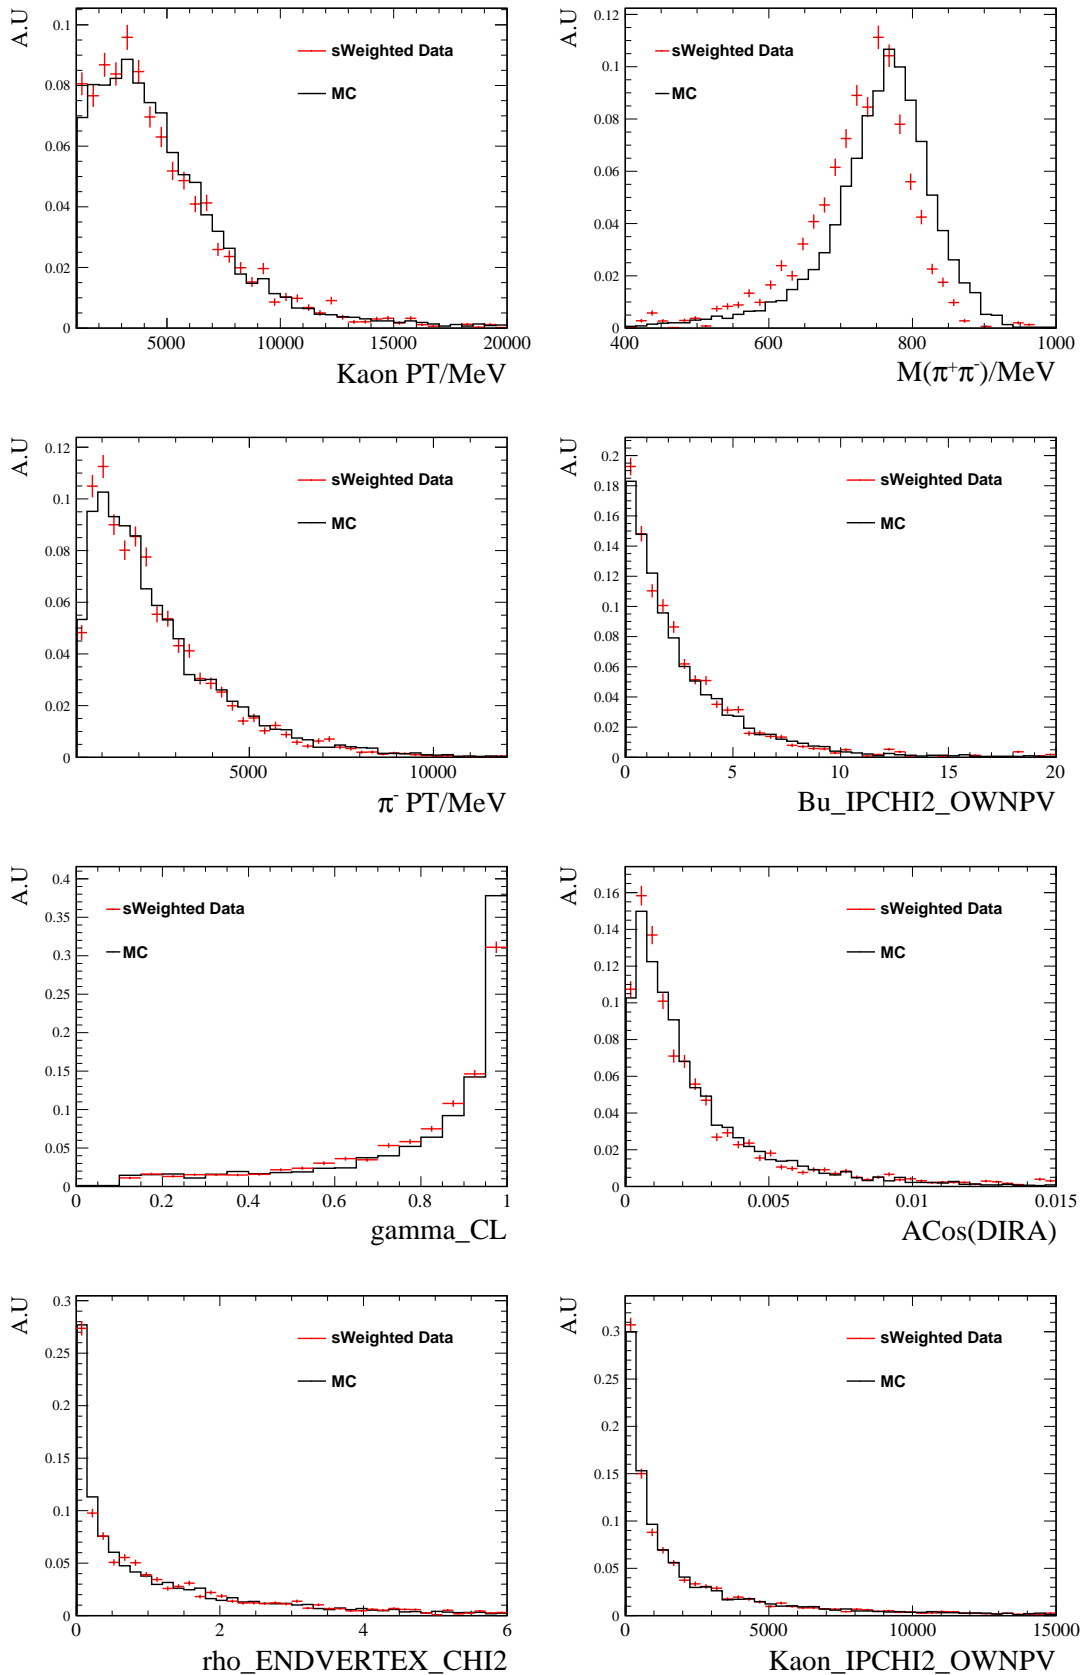 A.U
0.1
0.08
0.06
0.04
0.02
0
sWeighted Data
MC
5000 10000 15000 20000
Kaon PT/MeV
A.U
0.12
0.1
0.08
0.06
0.04
0.02
0
sWeighted Data
MC
400 600 800 1000
M(π⁺π⁻)/MeV
A.U
0.12
0.1
0.08
0.06
0.04
0.02
0
sWeighted Data
MC
5000 10000
π⁻ PT/MeV
A.U
0.2
0.18
0.16
0.14
0.12
0.1
0.08
0.06
0.04
0.02
0
sWeighted Data
MC
0 5 10 15 20
Bu_IPCHI2_OWNPV
A.U
0.4
0.35
0.3
0.25
0.2
0.15
0.1
0.05
0
sWeighted Data
MC
0 0.2 0.4 0.6 0.8 1
gamma_CL
A.U
0.16
0.14
0.12
0.1
0.08
0.06
0.04
0.02
0
sWeighted Data
MC
0 0.005 0.01 0.015
ACos(DIRA)
A.U
0.3
0.25
0.2
0.15
0.1
0.05
0
sWeighted Data
MC
0 2 4 6
rho_ENDVERTEX_CHI2
A.U
0.3
0.25
0.2
0.15
0.1
0.05
0
sWeighted Data
MC
0 5000 10000 15000
Kaon_IPCHI2_OWNPV